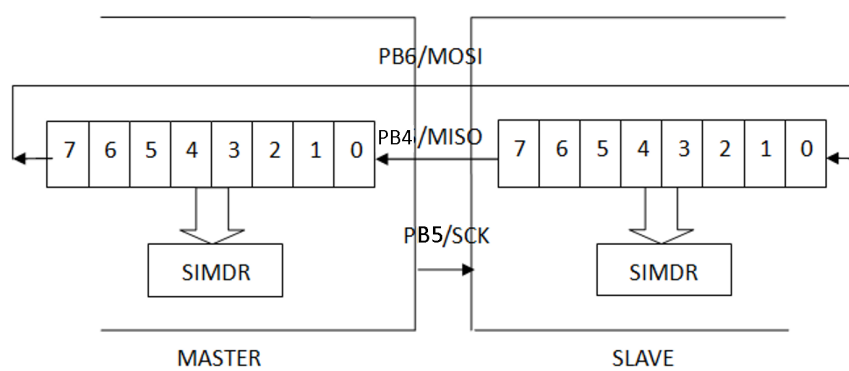 PB6/MOSI
7 6 5 4 3 2 1 0
PB4/MISO
7 6 5 4 3 2 1 0
PB5/SCK
SIMDR
SIMDR
MASTER
SLAVE